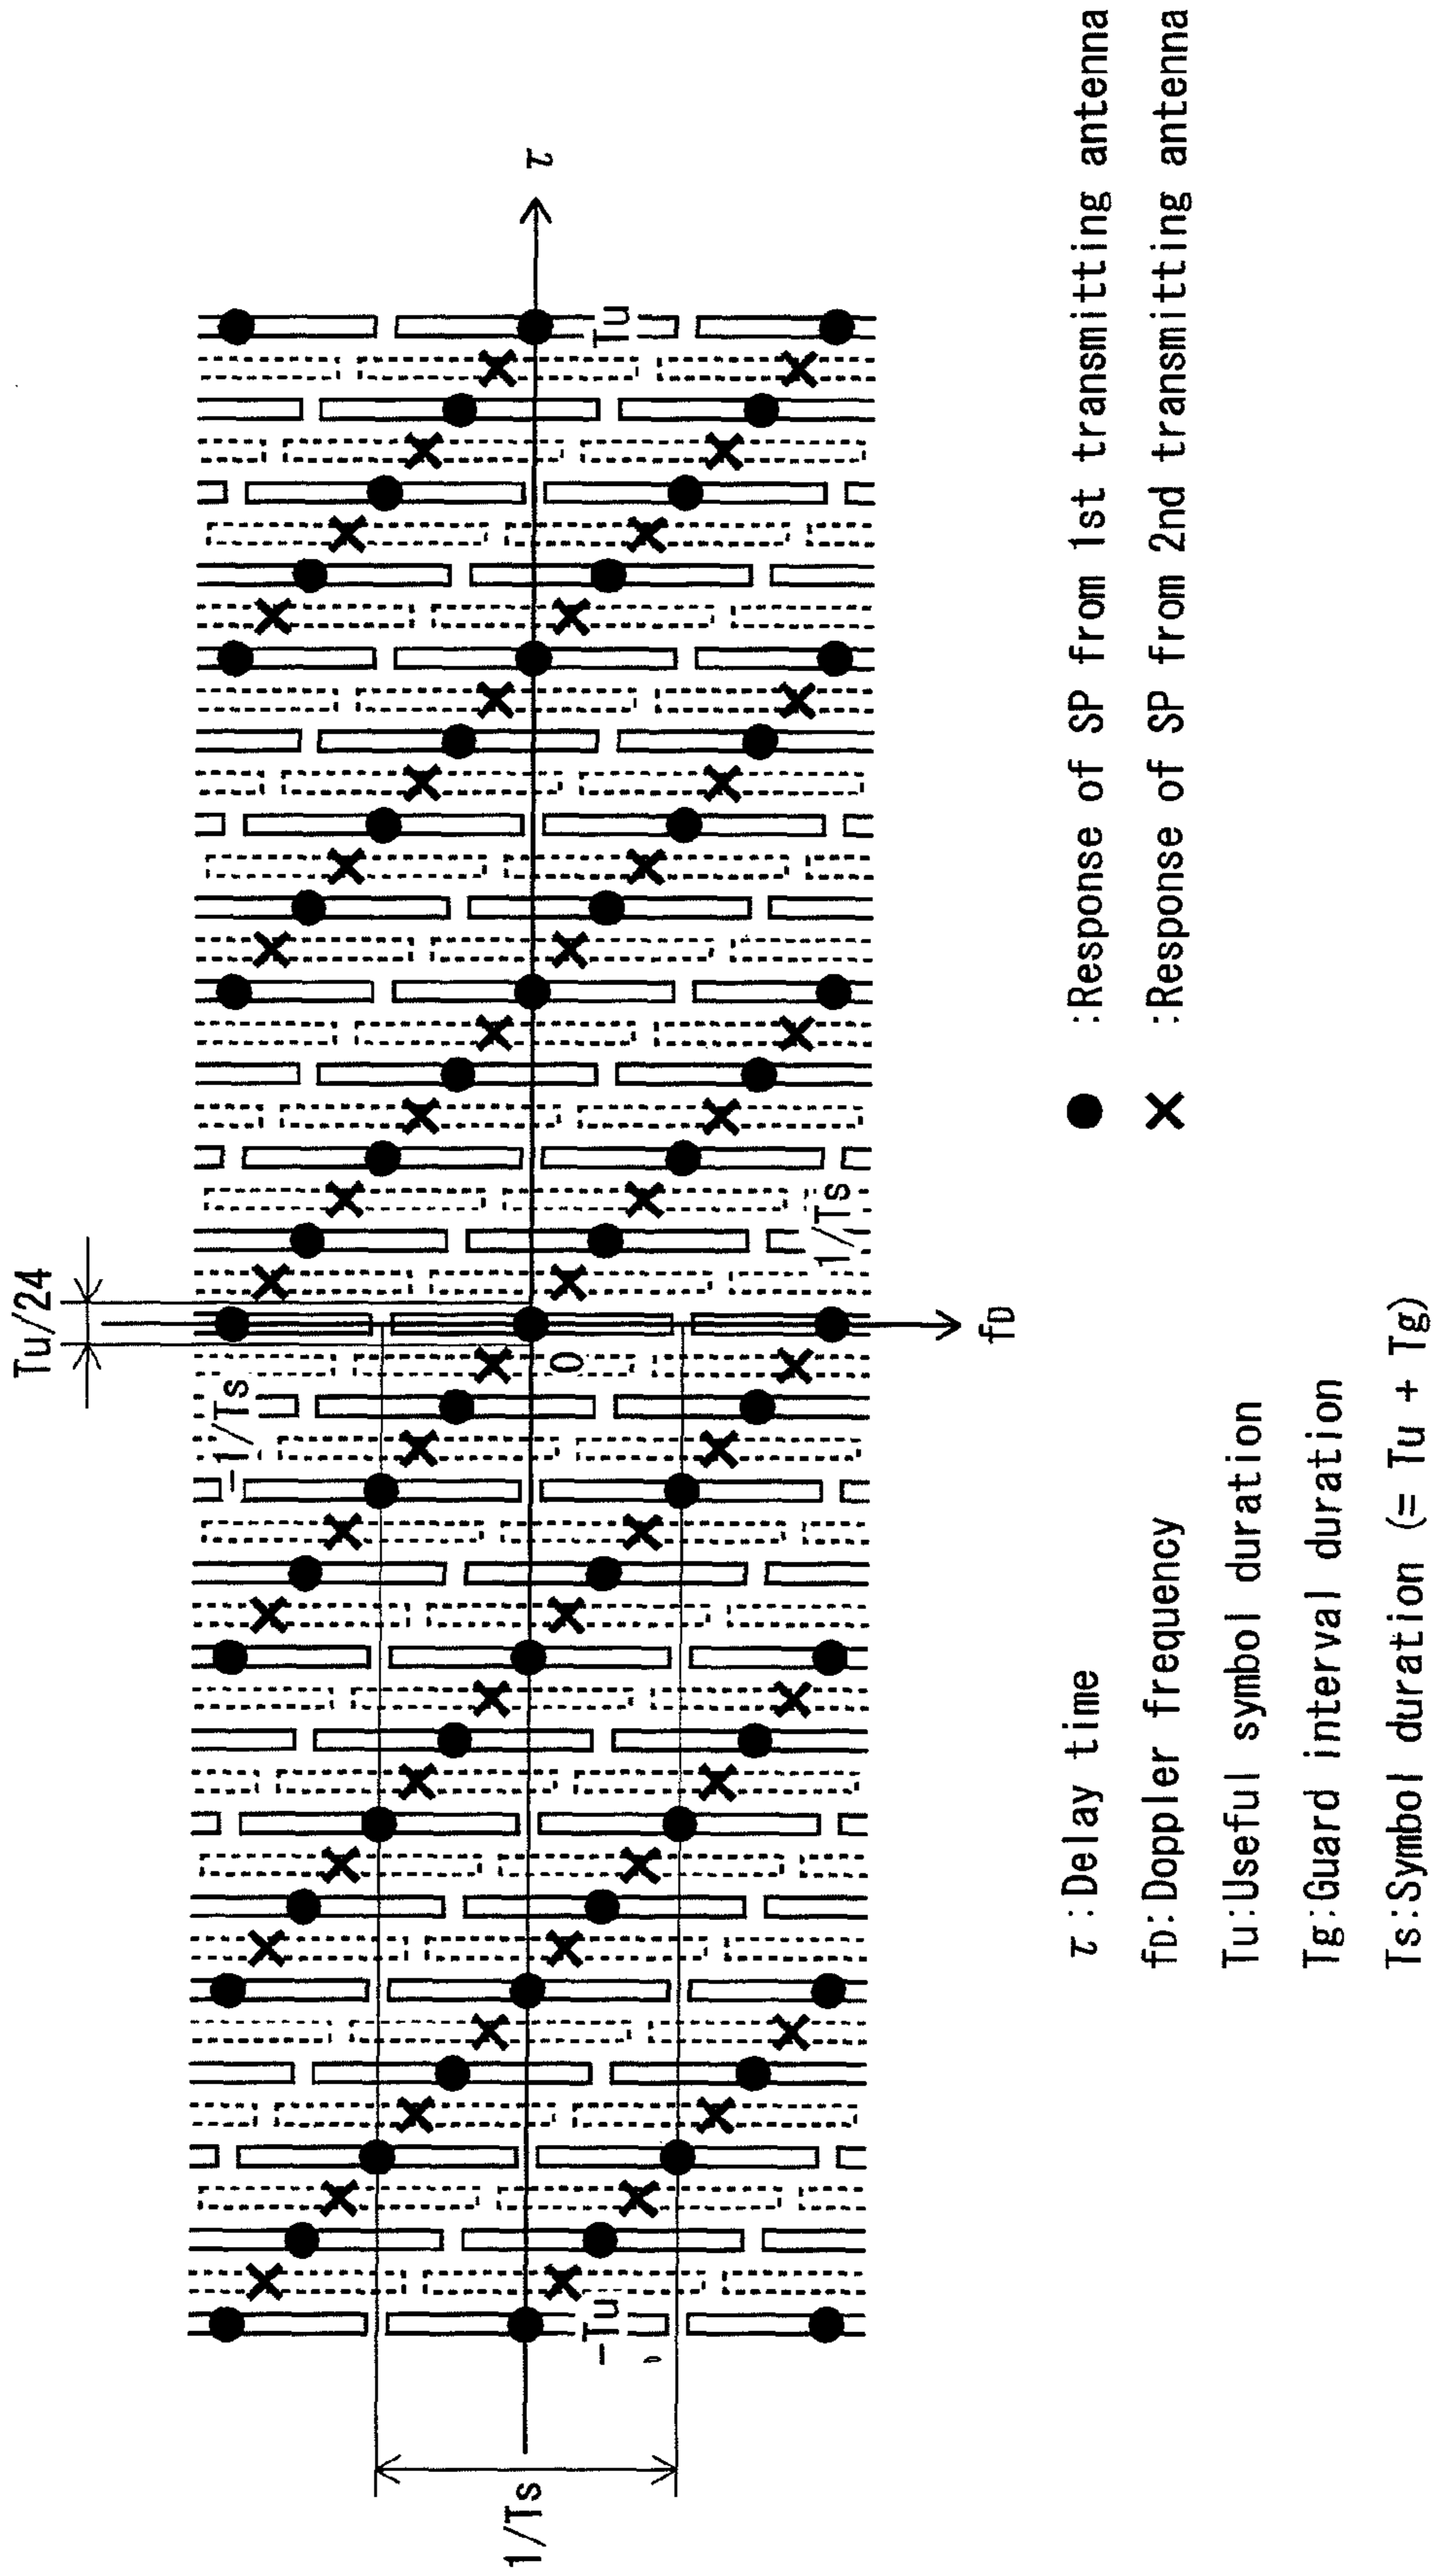 Tu/24
-1/Ts
0
1/Ts
-Tu
Tu
τ
fD
1/Ts
τ:Delay time
fD:Doppler frequency
Tu:Useful symbol duration
Tg:Guard interval duration
Ts:Symbol duration (= Tu + Tg)
●:Response of SP from 1st transmitting antenna
×:Response of SP from 2nd transmitting antenna